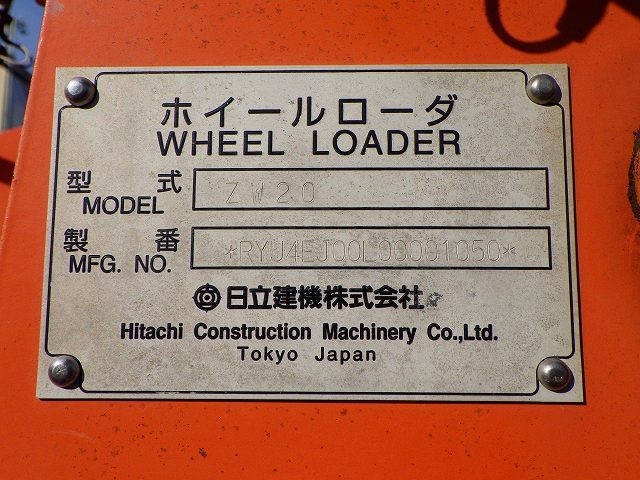 ホイールローダ
WHEEL LOADER
型式 ZW20
MODEL
製番 *RYU4EJ00L00001050*
MFG. NO.
日立建機株式会社
Hitachi Construction Machinery Co.,Ltd.
Tokyo Japan